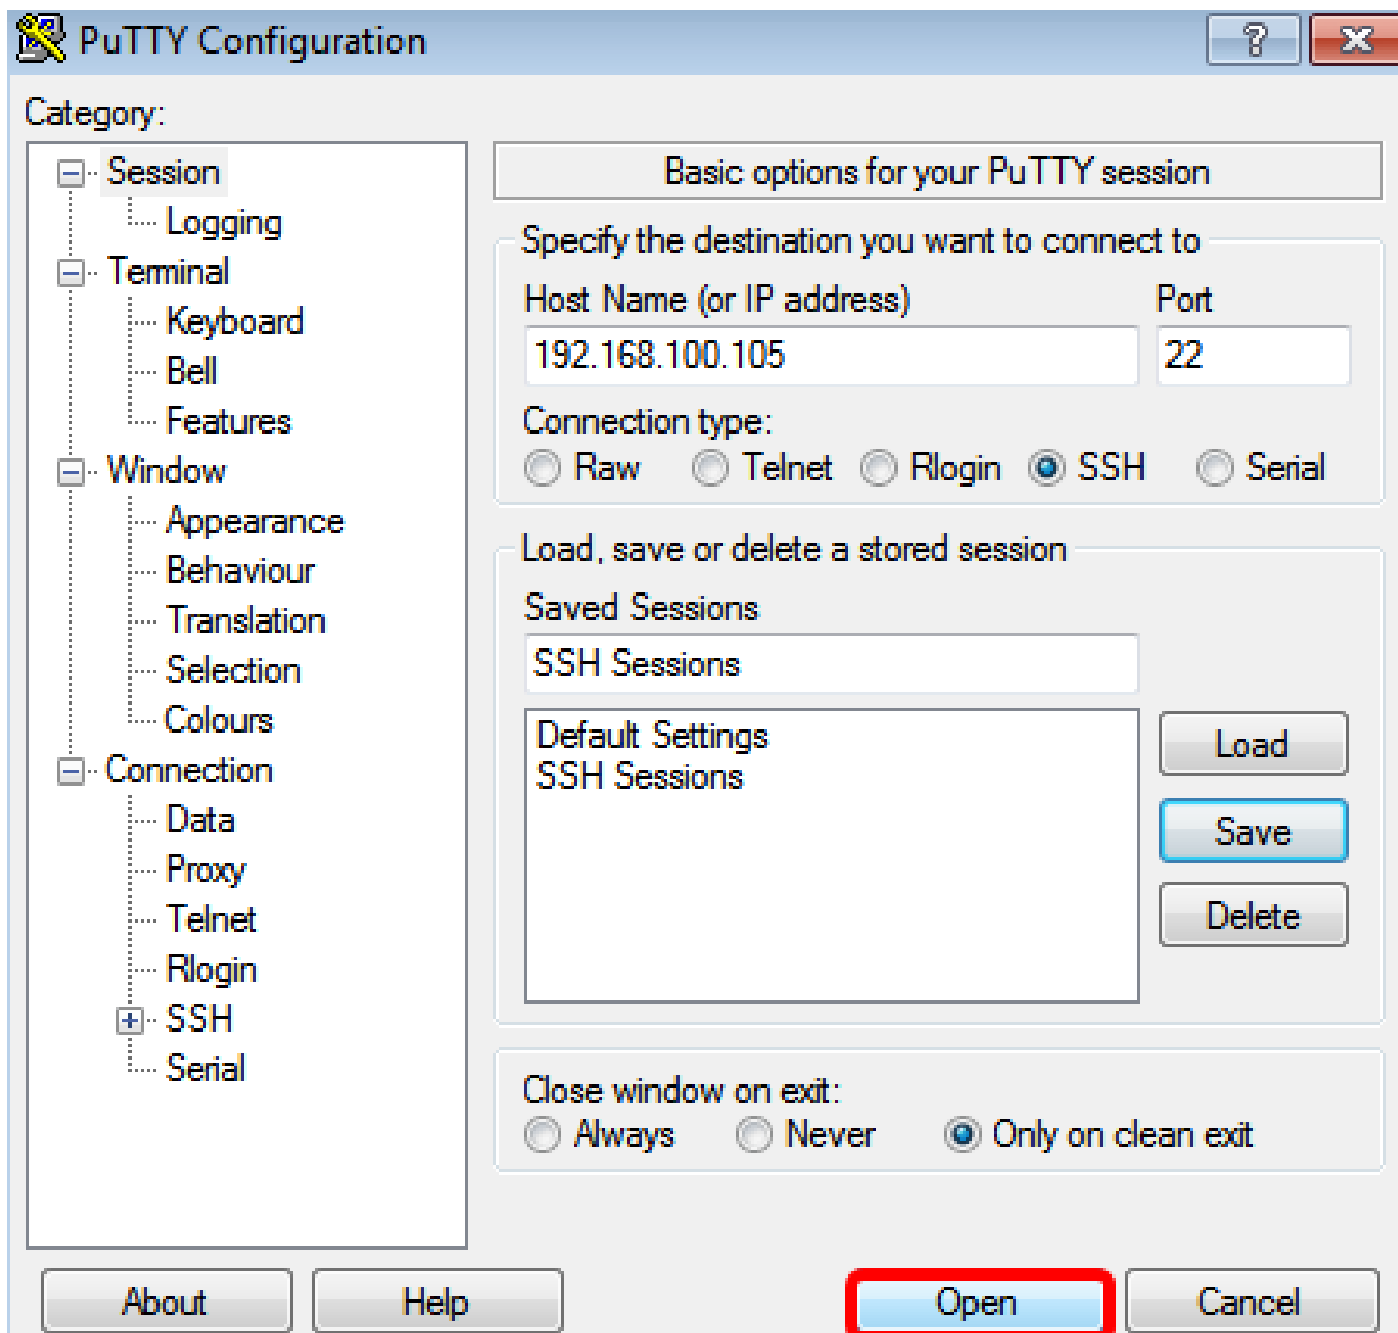 PuTTY Configuration
Category:
Session
Logging
Terminal
Keyboard
Bell
Features
Window
Appearance
Behaviour
Translation
Selection
Colours
Connection
Data
Proxy
Telnet
Rlogin
SSH
Serial
Basic options for your PuTTY session
Specify the destination you want to connect to
Host Name (or IP address) Port
192.168.100.105 22
Connection type:
Raw Telnet Rlogin SSH Serial
Load, save or delete a stored session
Saved Sessions
SSH Sessions
Default Settings
SSH Sessions
Load
Save
Delete
Close window on exit:
Always Never Only on clean exit
About Help Open Cancel